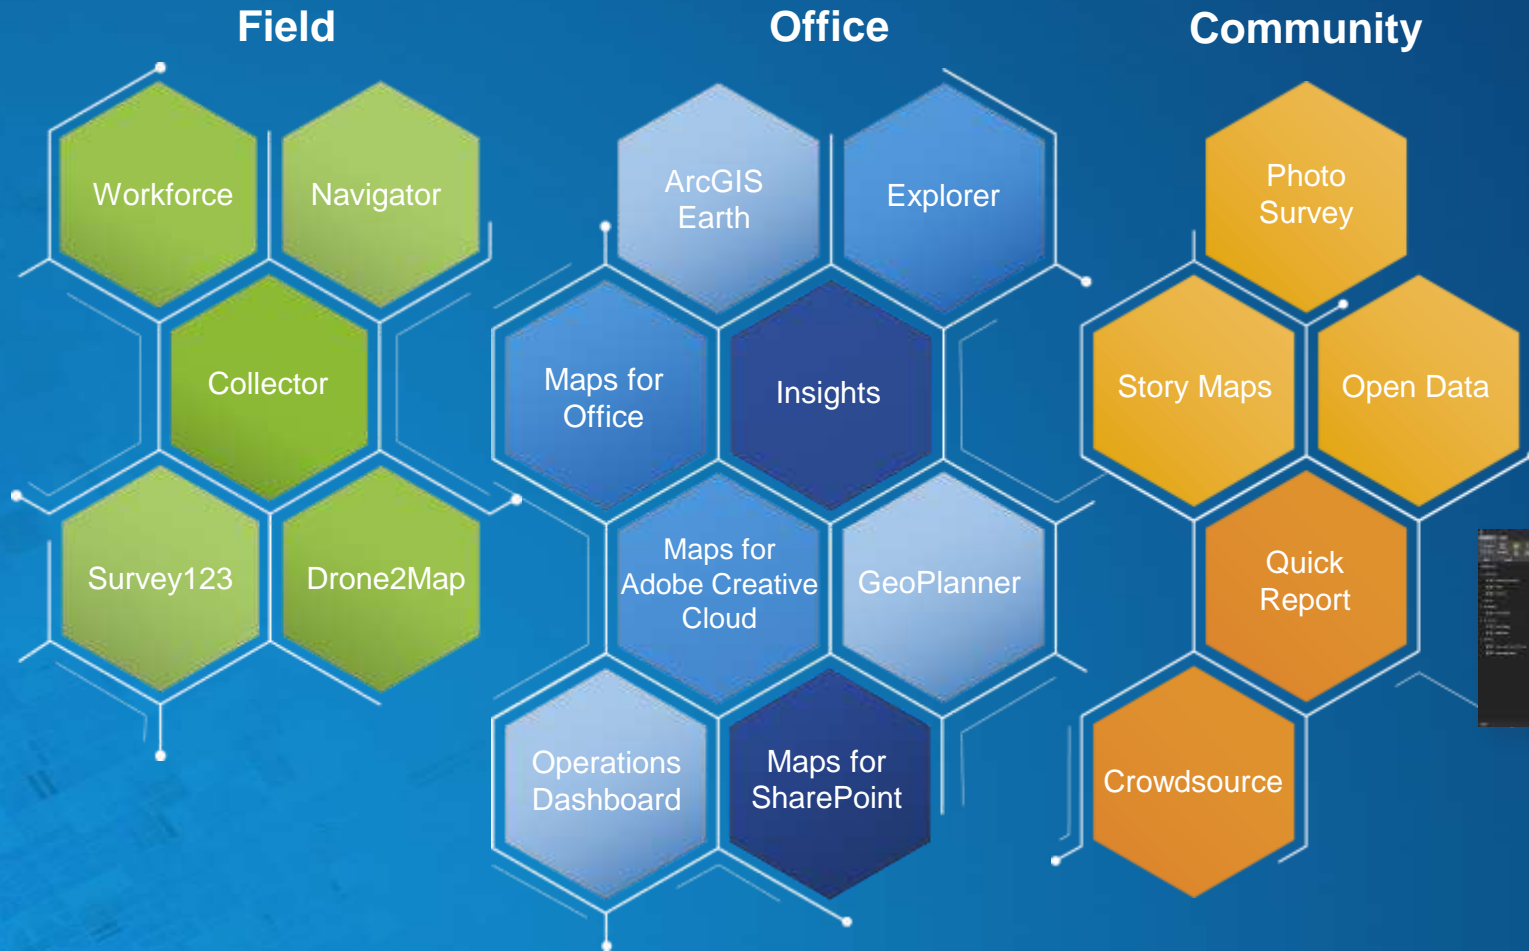 Field
Workforce
Navigator
Collector
Survey123
Drone2Map
Office
ArcGIS
Earth
Explorer
Maps for
Office
Insights
Maps for
Adobe Creative
Cloud
GeoPlanner
Operations
Dashboard
Maps for
SharePoint
Community
Photo
Survey
Story Maps
Open Data
Quick
Report
Crowdsource